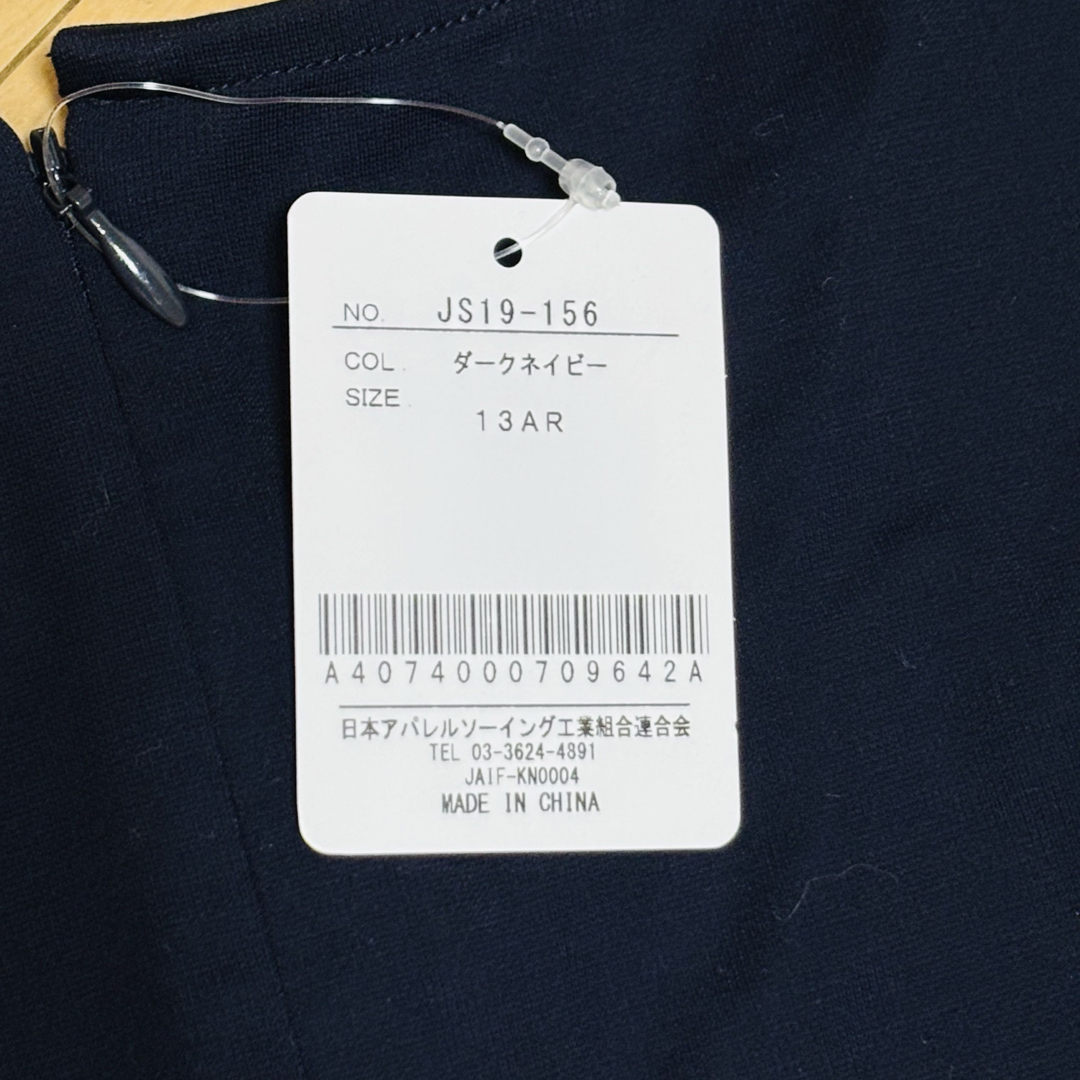 NO. JS19-156
COL. ダークネイビー
SIZE.
13AR
A4074000709642A
日本アパレルソーイング工業組合連合会
TEL 03-3624-4891
JAIF-KN0004
MADE IN CHINA